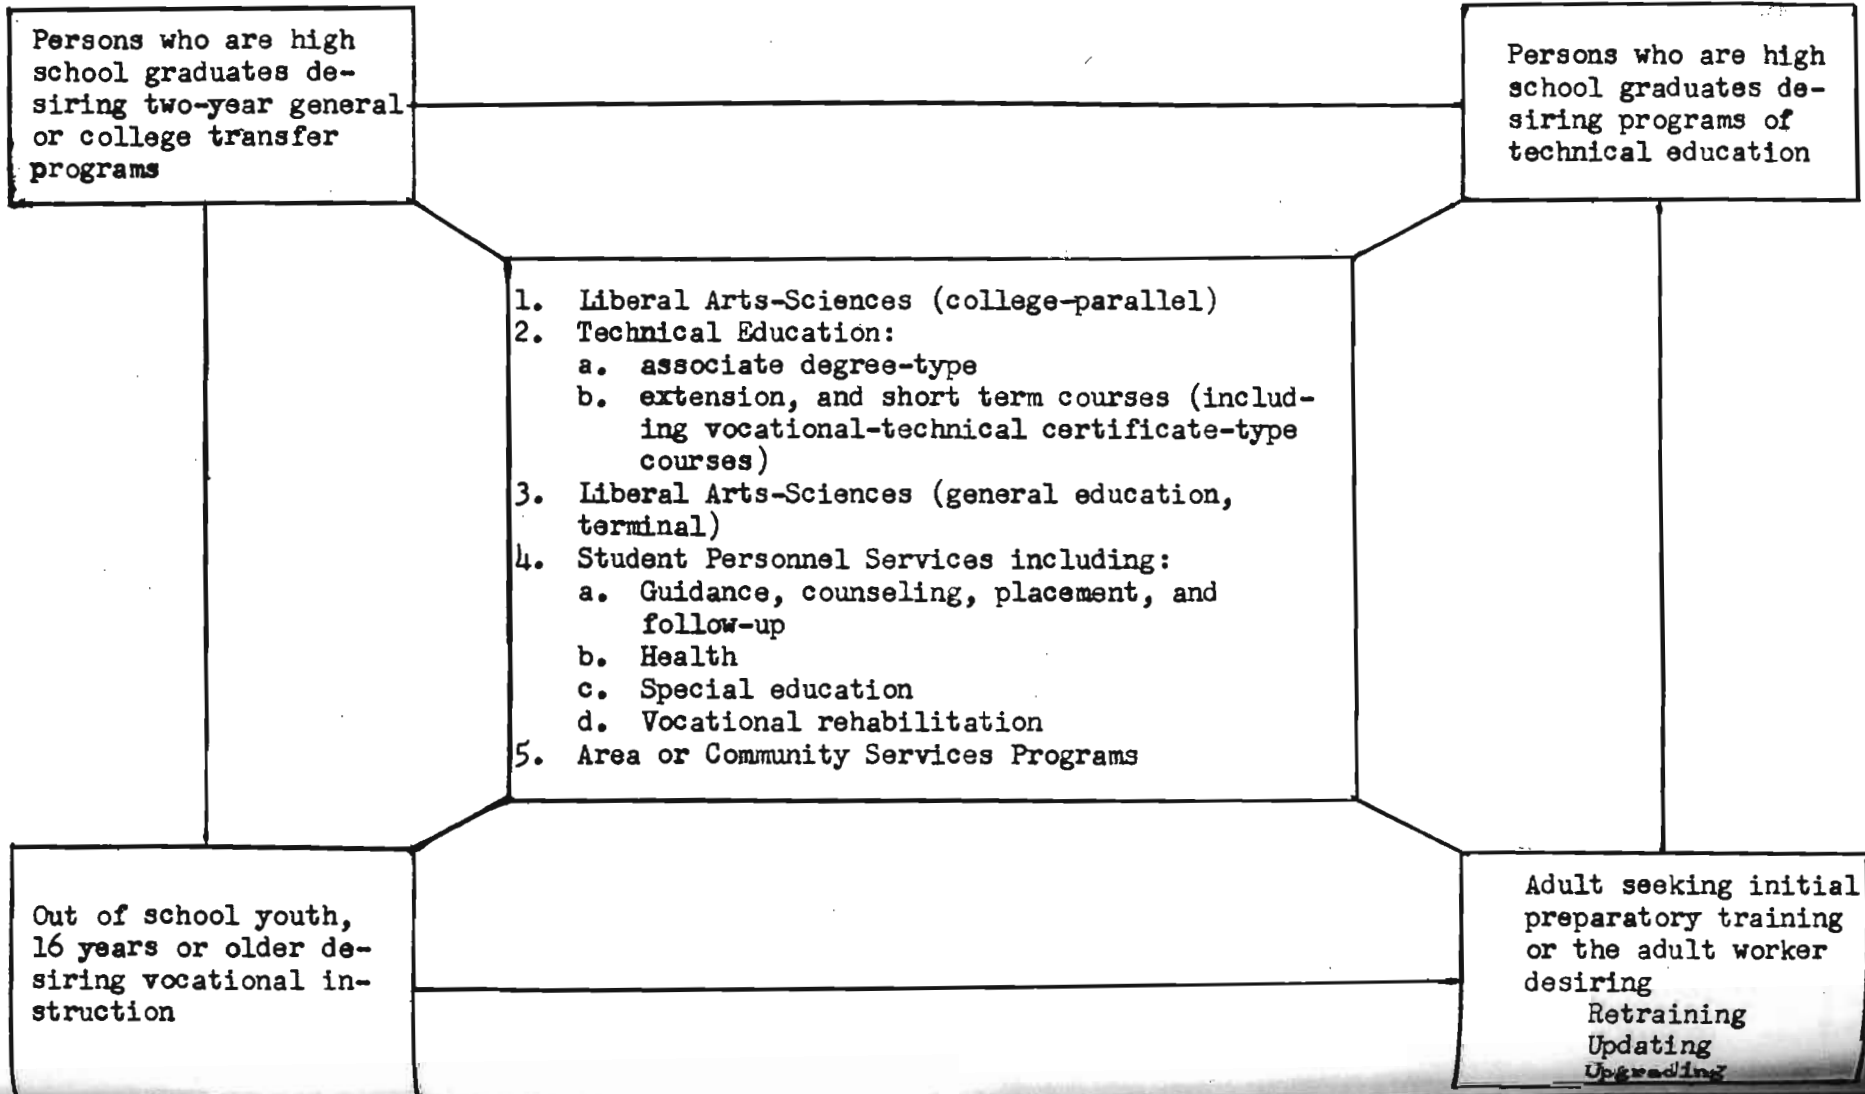 Persons who are high
school graduates de-
siring two-year general
or college transfer
programs
Persons who are high
school graduates de-
siring programs of
technical education
1. Liberal Arts-Sciences (college-parallel)
2. Technical Education:
a. associate degree-type
b. extension, and short term courses (includ-
ing vocational-technical certificate-type
courses)
3. Liberal Arts-Sciences (general education,
terminal)
4. Student Personnel Services including:
a. Guidance, counseling, placement, and
follow-up
b. Health
c. Special education
d. Vocational rehabilitation
5. Area or Community Services Programs
Out of school youth,
16 years or older de-
siring vocational in-
struction
Adult seeking initial
preparatory training
or the adult worker
desiring
Retraining
Updating
Upgrading